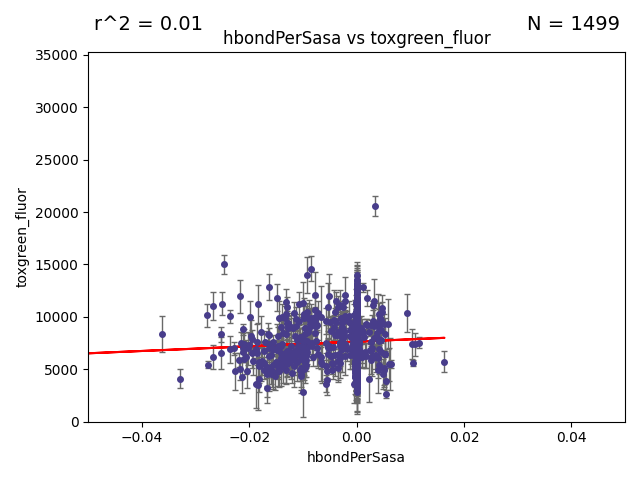 r^2 = 0.01
N = 1499
hbondPerSasa vs toxgreen_fluor
35000
30000
25000
20000
15000
10000
5000
0
toxgreen_fluor
−0.04
−0.02
0.00
0.02
0.04
hbondPerSasa